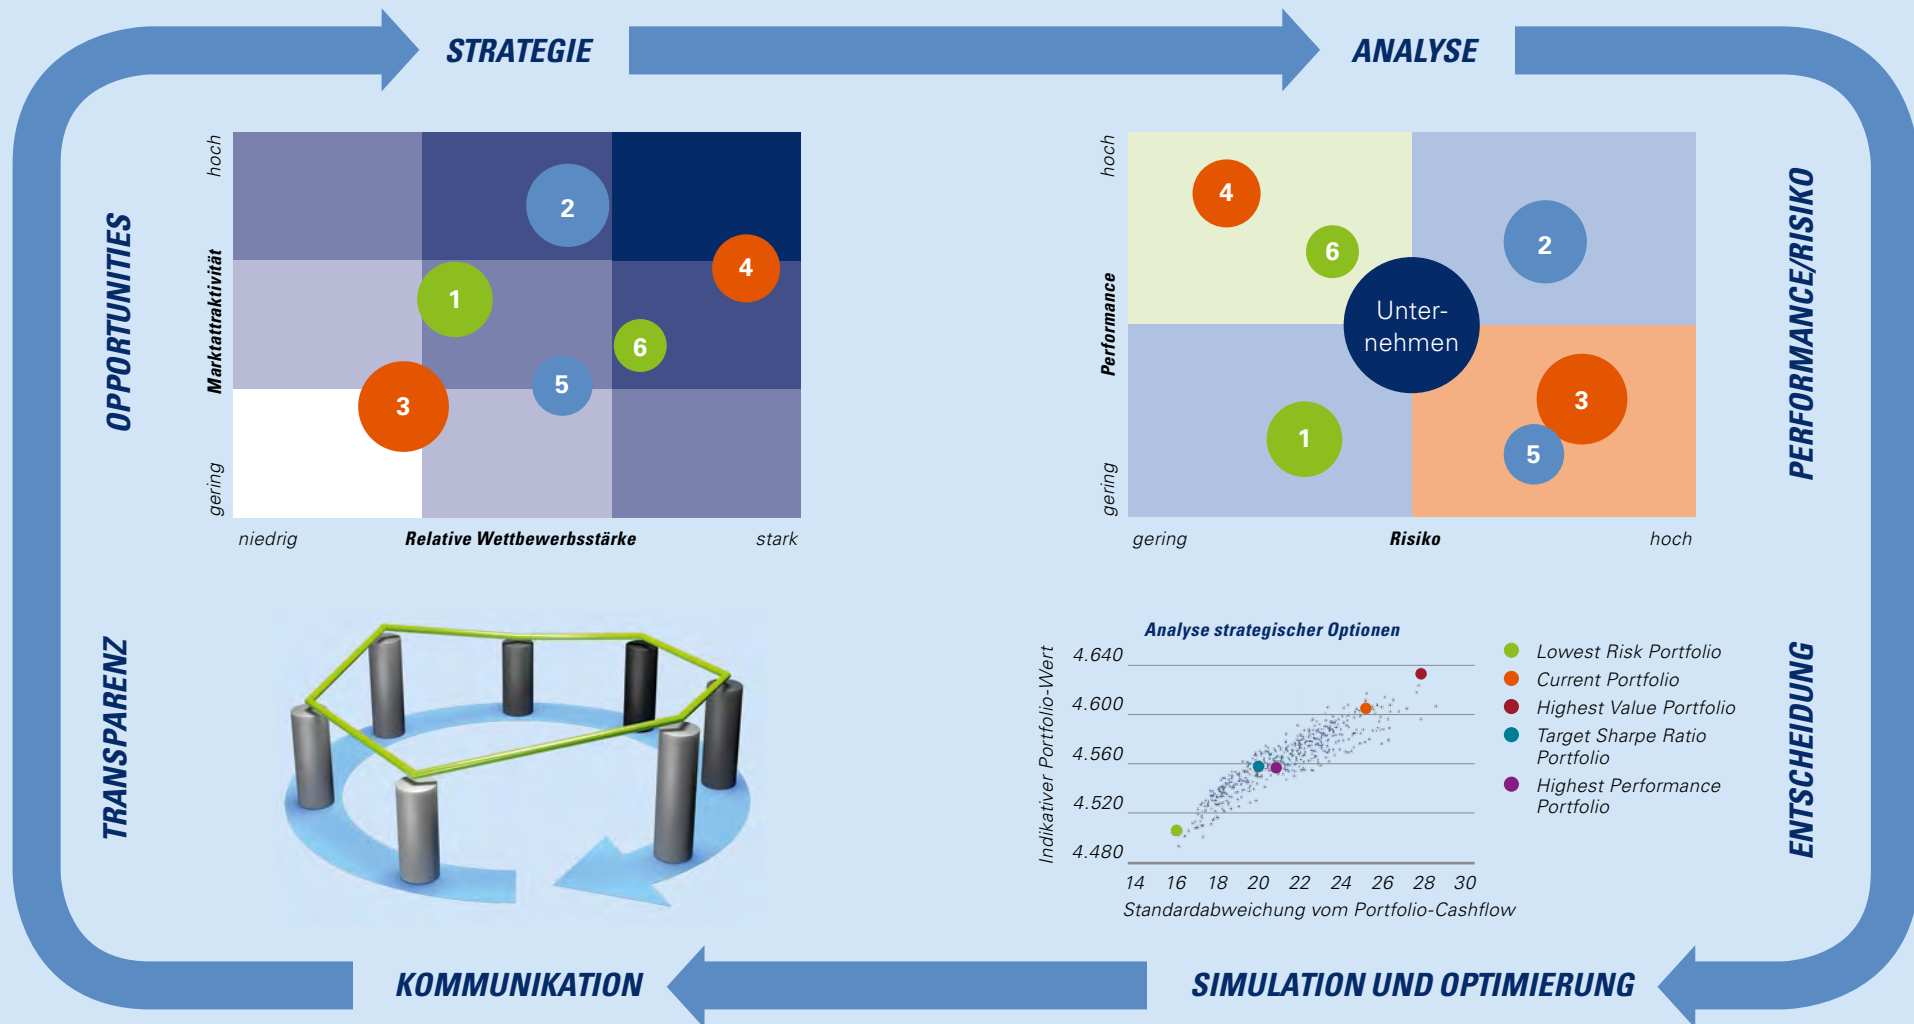 STRATEGIE
ANALYSE
OPPORTUNITIES
hoch
Marktattraktivität
gering
2
4
1
6
5
3
niedrig
Relative Wettbewerbsstärke
stark
hoch
Performance
gering
4
6
2
Unter-
nehmen
3
1
5
gering
Risiko
hoch
PERFORMANCE/RISIKO
TRANSPARENZ
Analyse strategischer Optionen
Indikativer Portfolio-Wert
4.640
4.600
4.560
4.520
4.480
14 16 18 20 22 24 26 28 30
Standardabweichung vom Portfolio-Cashflow
Lowest Risk Portfolio
Current Portfolio
Highest Value Portfolio
Target Sharpe Ratio
Portfolio
Highest Performance
Portfolio
ENTSCHEIDUNG
KOMMUNIKATION
SIMULATION UND OPTIMIERUNG